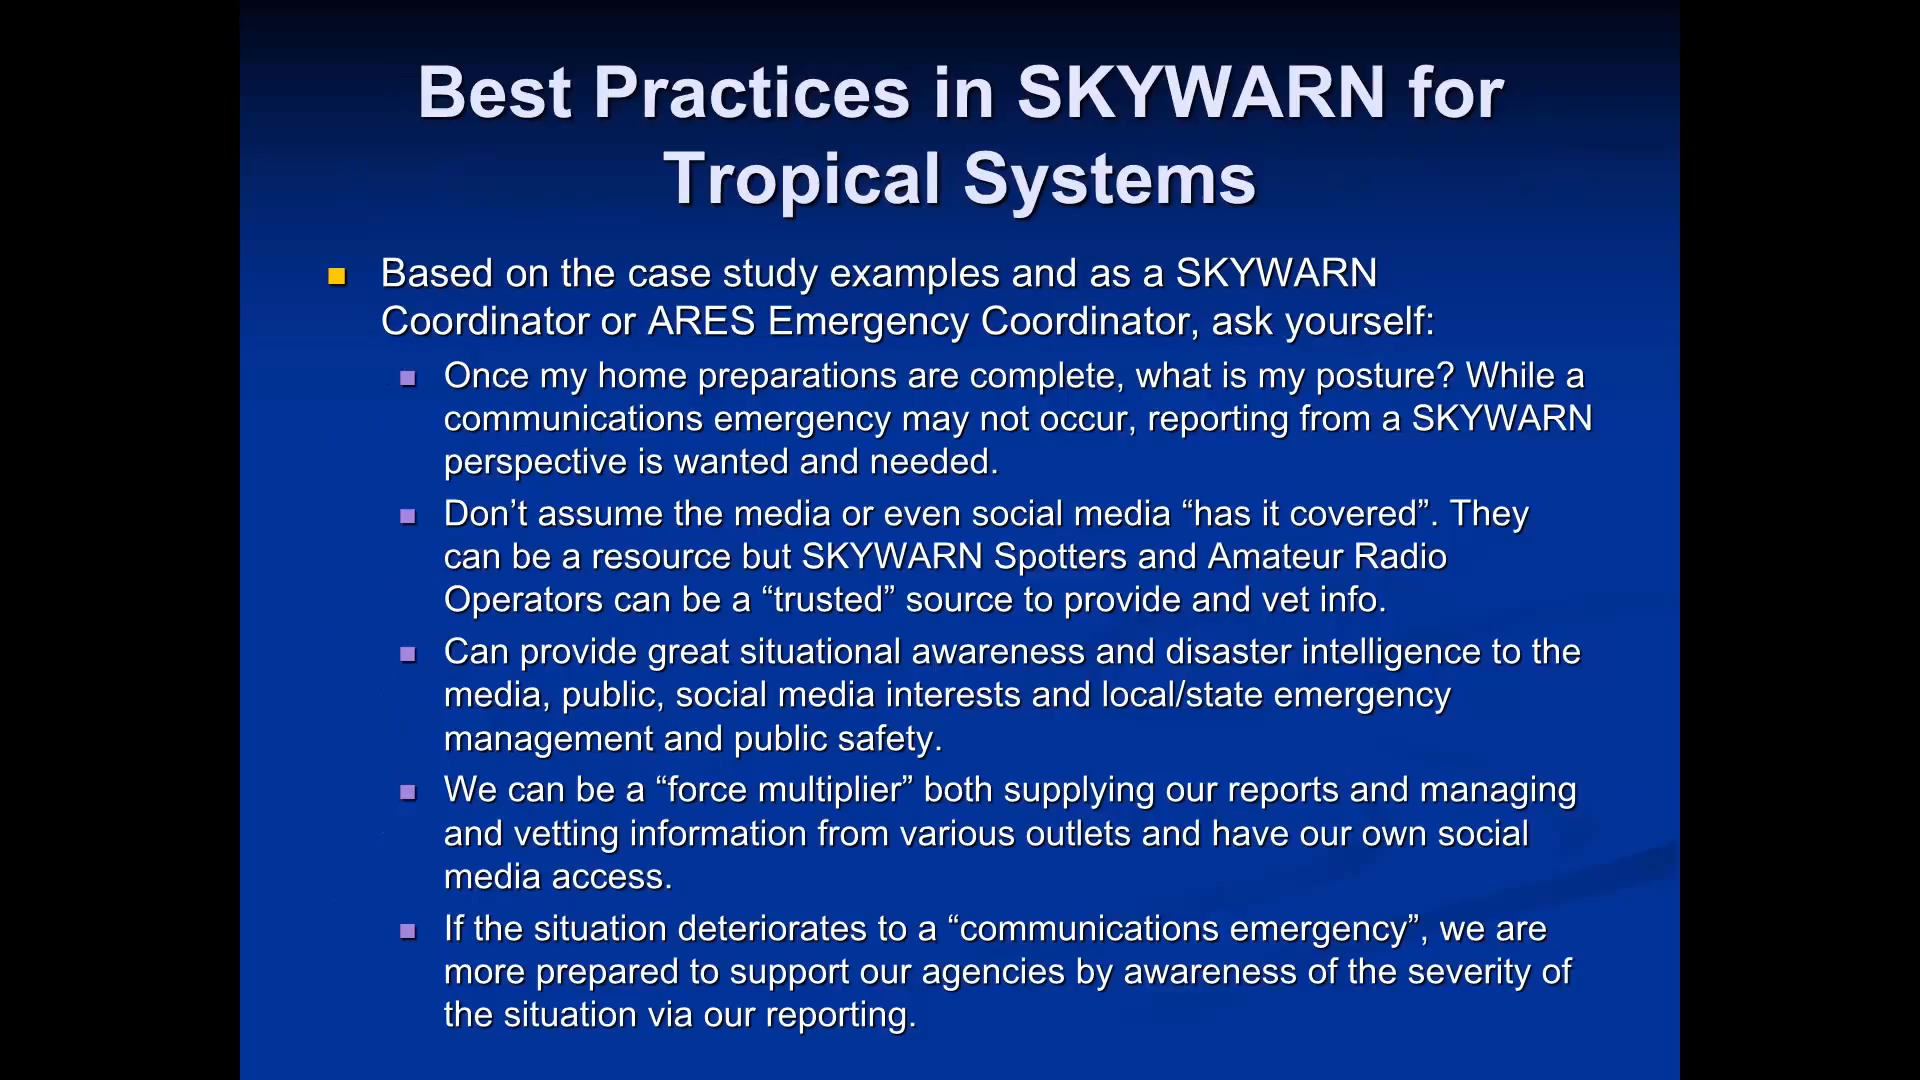 Best Practices in SKYWARN for
Tropical Systems
Based on the case study examples and as a SKYWARN
Coordinator or ARES Emergency Coordinator, ask yourself:
Once my home preparations are complete, what is my posture? While a
communications emergency may not occur, reporting from a SKYWARN
perspective is wanted and needed.
Don’t assume the media or even social media “has it covered”. They
can be a resource but SKYWARN Spotters and Amateur Radio
Operators can be a “trusted” source to provide and vet info.
Can provide great situational awareness and disaster intelligence to the
media, public, social media interests and local/state emergency
management and public safety.
We can be a “force multiplier” both supplying our reports and managing
and vetting information from various outlets and have our own social
media access.
If the situation deteriorates to a “communications emergency”, we are
more prepared to support our agencies by awareness of the severity of
the situation via our reporting.